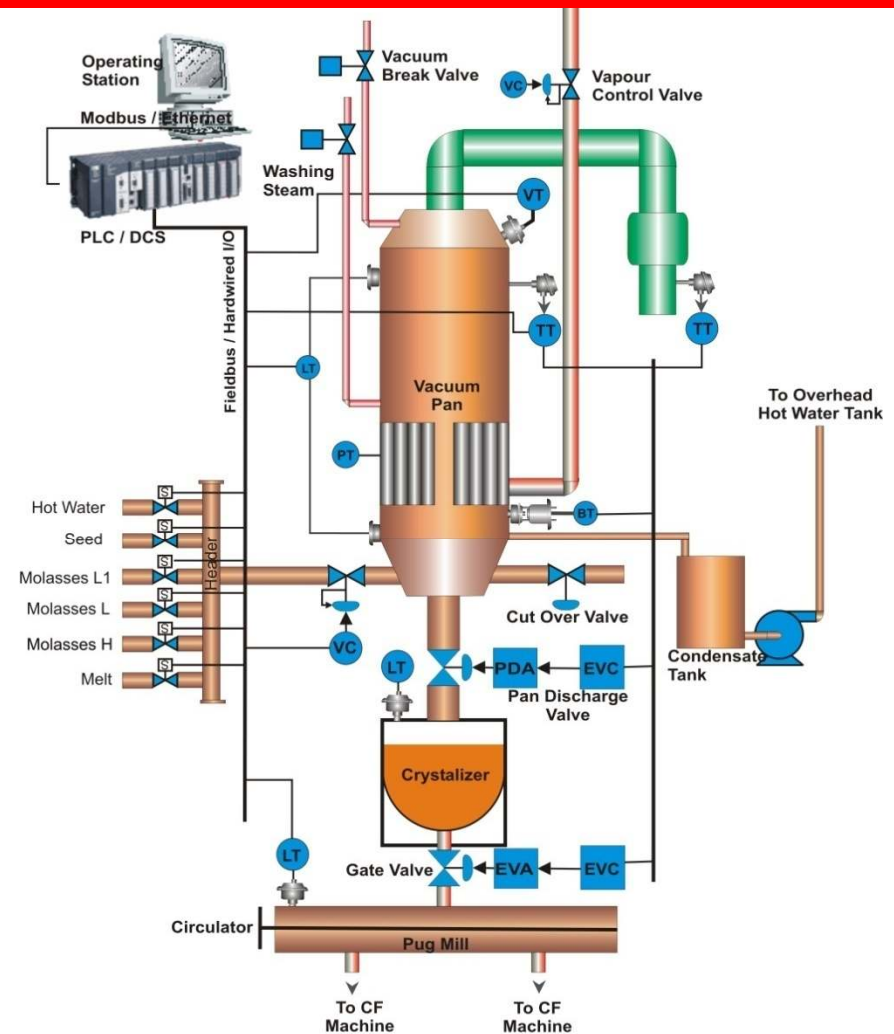 Operating
Station
Modbus / Ethernet
PLC / DCS
Vacuum
Break Valve
Washing
Steam
VC
Vapour
Control Valve
VT
TT
TT
Fieldbus / Hardwired I/O
LT
Vacuum
Pan
PT
To Overhead
Hot Water Tank
S
Hot Water
S
Seed
S
Molasses L1
S
Molasses L
S
Molasses H
S
Melt
Header
BT
Cut Over Valve
VC
LT
PDA
EVC
Pan Discharge
Valve
Condensate
Tank
Crystalizer
LT
Gate Valve
EVA
EVC
Circulator
Pug Mill
To CF
Machine
To CF
Machine